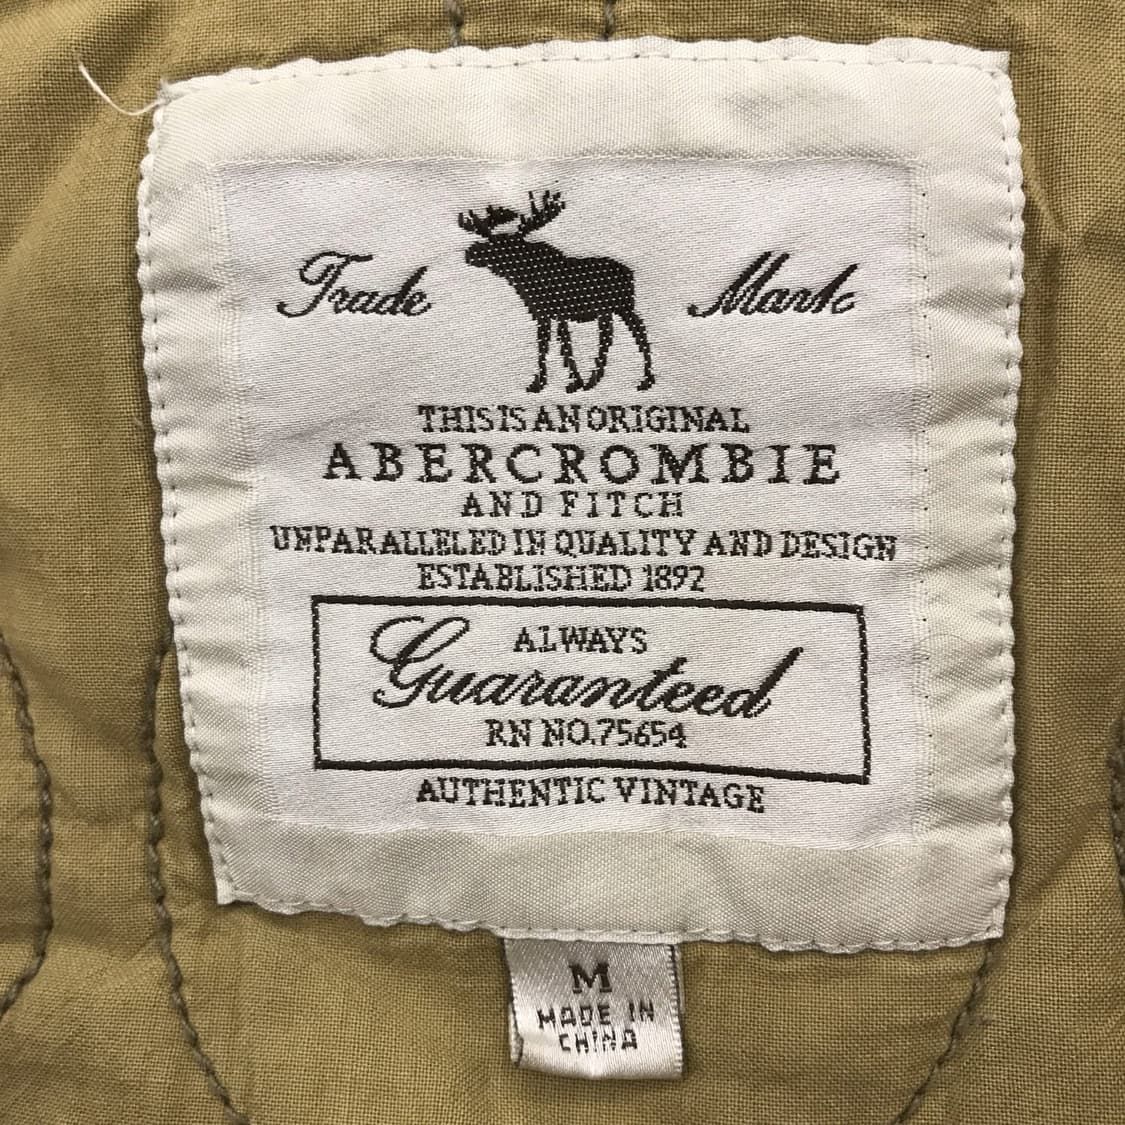 Trade Mark
THIS IS AN ORIGINAL
ABERCROMBIE
AND FITCH
UNPARALLELED IN QUALITY AND DESIGN
ESTABLISHED 1892
ALWAYS
Guaranteed
RN NO.75654
AUTHENTIC VINTAGE
M
MADE IN
CHINA